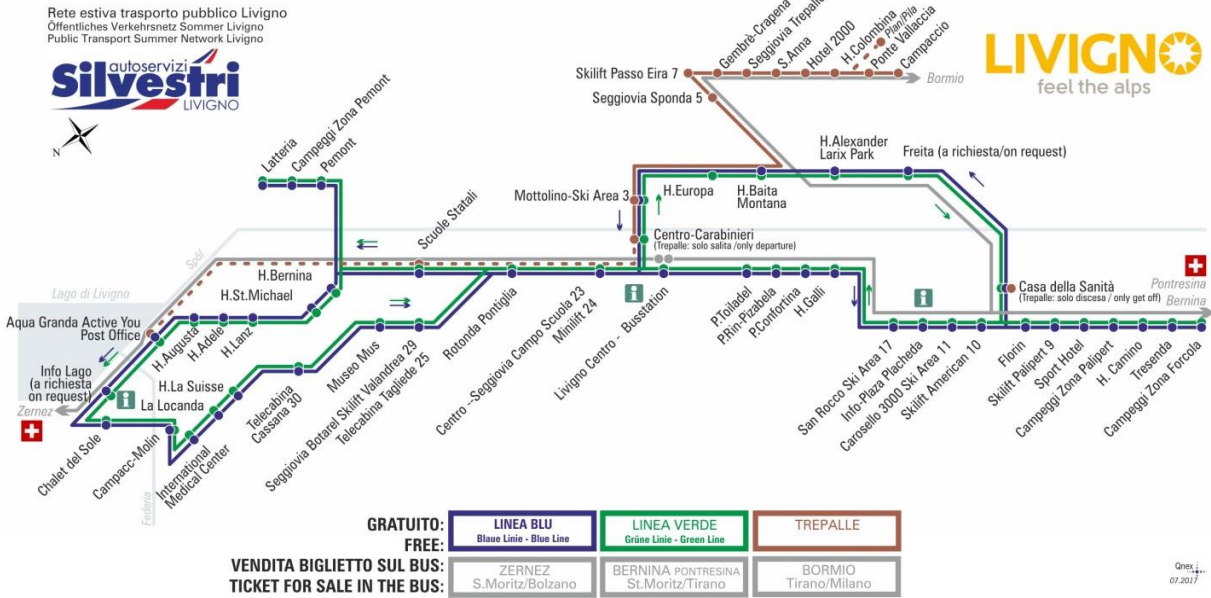 Rete estiva trasporto pubblico Livigno
Öffentliches Verkehrsnetz Sommer Livigno
Public Transport Summer Network Livigno
autoservizi
Silvestri
LIVIGNO
N
LIVIGNO
feel the alps
Skilift Passo Eira 7
Gembrè-Crapena
Seggiovia Trepalle
S.Anna
Hotel 2000
H.Colombina
Plan/Pila
Ponte Vallaccia
Campaccio
Bormio
Seggiovia Sponda 5
Latteria
Campeggi Zona Pemont
Pemont
H.Alexander
Larix Park
Freita (a richiesta/on request)
Mottolino-Ski Area 3
H.Europa
H.Baita
Montana
Scuole Statali
Centro-Carabinieri
(Trepalle: solo salita /only departure)
Spöl
H.Bernina
Lago di Livigno
H.St.Michael
Casa della Sanità
(Trepalle: solo discesa / only get off)
Pontresina
Bernina
Aqua Granda Active You
Post Office
H.Augusta
H.Adele
H.Lanz
Info Lago
(a richiesta
on request)
Zernez
H.La Suisse
La Locanda
Chalet del Sole
Campacc-Molin
International
Medical Center
Telecabina
Cassana 30
Museo Mus
Seggiovia Botarel Skilift Valandrea 29
Telecabina Tagliede 25
Rotonda Pontiglia
Centro --Seggiovia Campo Scuola 23
Minilift 24
Livigno Centro - Busstation
P.Toiladel
P.Rin-Pizabela
P.Confortina
H.Galli
San Rocco Ski Area 17
Info-Plaza Placheda
Carosello 3000 Ski Area 11
Skilift American 10
Florin
Skilift Palipert 9
Sport Hotel
Campeggi Zona Palipert
H. Camino
Tresenda
Campeggi Zona Forcola
Federia
i
i
i
GRATUITO:
FREE:
LINEA BLU
Blaue Linie - Blue Line
LINEA VERDE
Grüne Linie - Green Line
TREPALLE
VENDITA BIGLIETTO SUL BUS:
TICKET FOR SALE IN THE BUS:
ZERNEZ
S.Moritz/Bolzano
BERNINA PONTRESINA
St.Moritz/Tirano
BORMIO
Tirano/Milano
Qnex
07.2017